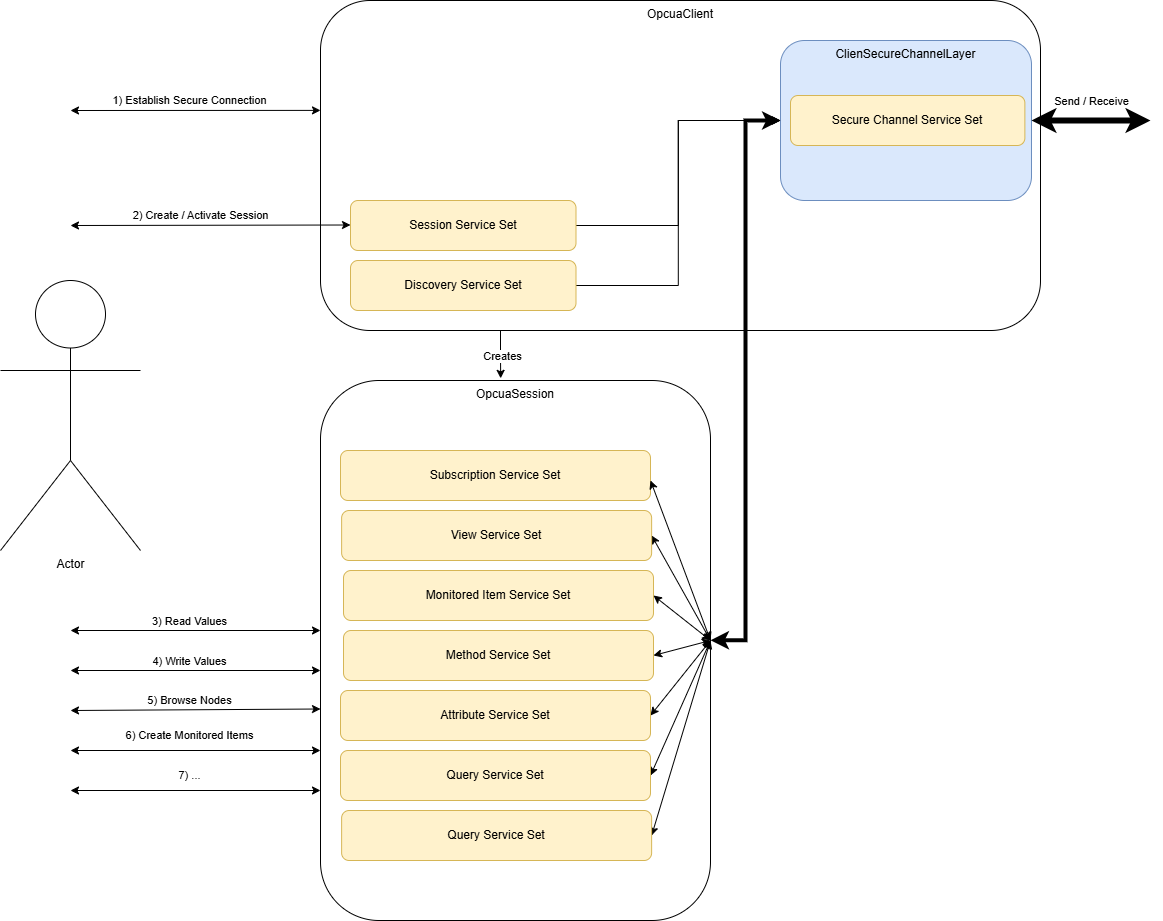 OpcuaClient
ClienSecureChannelLayer
1) Establish Secure Connection
Send / Receive
Secure Channel Service Set
2) Create / Activate Session
Session Service Set
Discovery Service Set
Creates
OpcuaSession
Subscription Service Set
View Service Set
Actor
Monitored Item Service Set
3) Read Values
Method Service Set
4) Write Values
5) Browse Nodes
Attribute Service Set
6) Create Monitored Items
7) ...
Query Service Set
Query Service Set